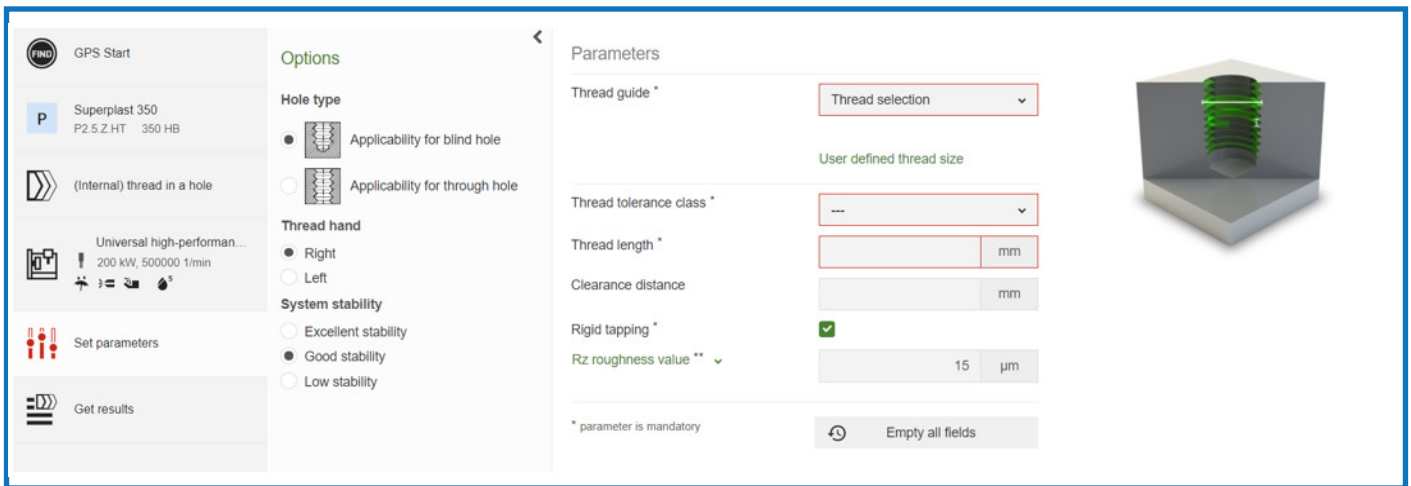 FIND
GPS Start
P
Superplast 350
P2.5.Z.HT 350 HB
(Internal) thread in a hole
Universal high-performan...
200 kW, 500000 1/min
5
Set parameters
Get results
Options
Hole type
Applicability for blind hole
Applicability for through hole
Thread hand
Right
Left
System stability
Excellent stability
Good stability
Low stability
Parameters
Thread guide *
Thread selection
User defined thread size
Thread tolerance class *
---
Thread length *
mm
Clearance distance
mm
Rigid tapping *
Rz roughness value **
15 µm
* parameter is mandatory
Empty all fields